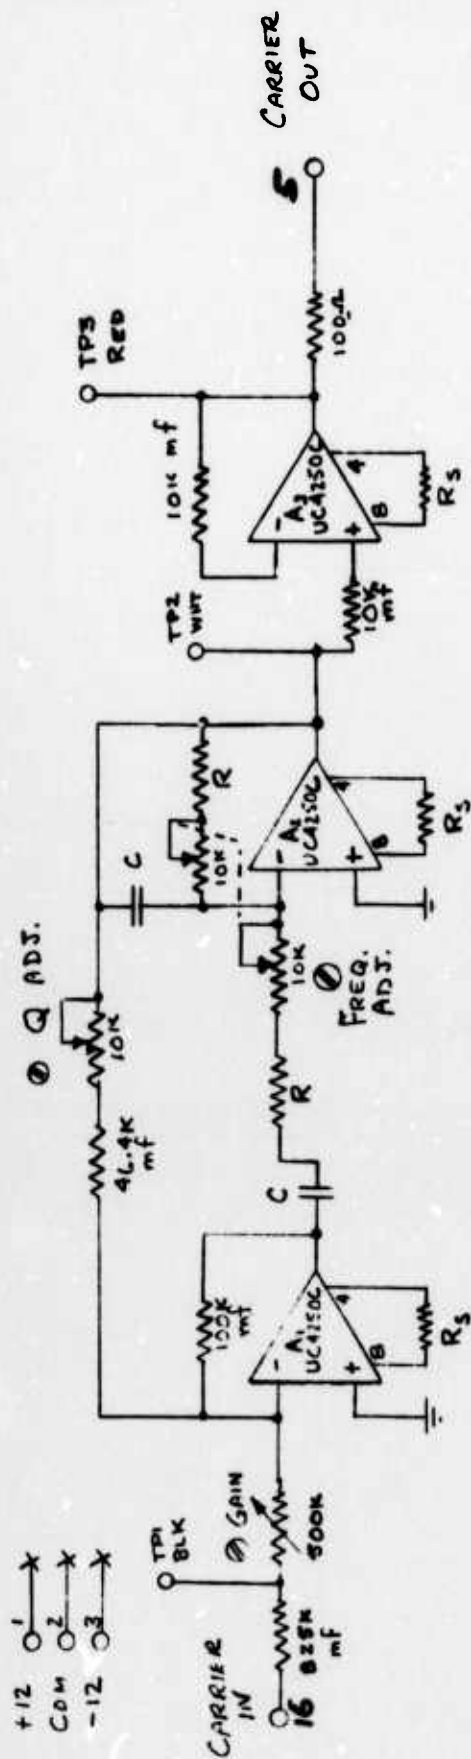 +12 1
COM 2
-12 3
CARRIER
IN
16
825K
mf
TP1
BLK
GAIN
500K
100K
mf
A1
UC4250C
-
+
8
4
RS
46.4K
mf
Q ADJ.
10K
C
R
10K
FREQ.
ADJ.
C
10K
R
A2
UC4250C
-
+
8
4
RS
TP2
WHT
10K
mf
10K mf
A3
UC4250C
-
+
8
4
RS
TP3
RED
100Ω
5
CARRIER
OUT